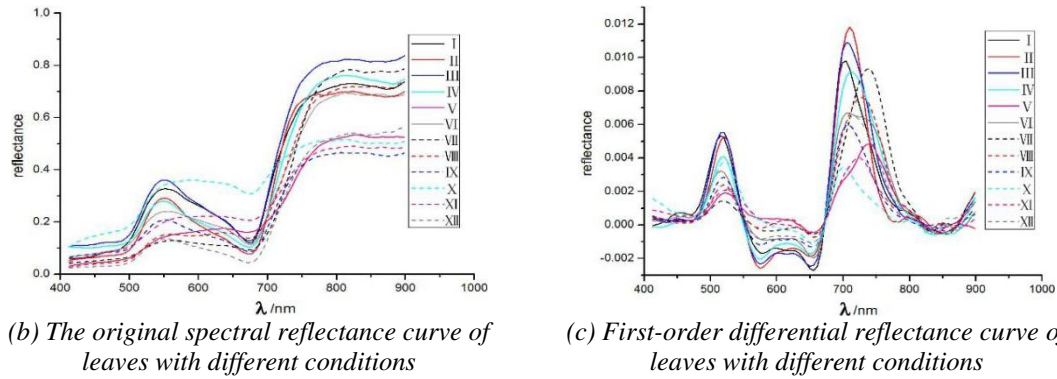 1.0
0.8
0.6
0.4
0.2
0.0
reflectance
400 500 600 700 800 900 1000
λ /nm
I
II
III
IV
V
VI
VII
VIII
IX
X
XI
XII
(b) The original spectral reflectance curve of
leaves with different conditions
0.012
0.010
0.008
0.006
0.004
0.002
0.000
-0.002
reflectance
400 500 600 700 800 900 1000
λ /nm
I
II
III
IV
V
VI
VII
VIII
IX
X
XI
XII
(c) First-order differential reflectance curve of
leaves with different conditions